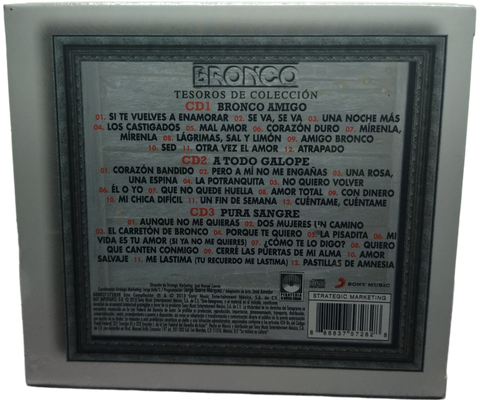 BRONCO
TESOROS DE COLECCIÓN
CD1 BRONCO AMIGO
01. SI TE VUELVES A ENAMORAR 02. SE VA, SE VA 03. UNA NOCHE MÁS
04. LOS CASTIGADOS 05. MAL AMOR 06. CORAZÓN DURO 07. MÍRENLA,
MÍRENLA 08. LÁGRIMAS, SAL Y LIMÓN 09. AMIGO BRONCO
10. SED 11. OTRA VEZ EL AMOR 12. ATRAPADO
CD2 A TODO GALOPE
01. CORAZÓN BANDIDO 02. PERO A MÍ NO ME ENGAÑAS 03. UNA ROSA,
UNA ESPINA 04. LA POTRANQUITA 05. NO QUIERO VOLVER
06. ÉL O YO 07. QUE NO QUEDE HUELLA 08. AMOR TOTAL 09. CON DINERO
10. MI CHICA DIFÍCIL 11. UN FIN DE SEMANA 12. CUÉNTAME, CUÉNTAME
CD3 PURA SANGRE
01. AUNQUE NO ME QUIERAS 02. DOS MUJERES UN CAMINO
03. EL CARRETÓN DE BRONCO 04. PORQUE TE QUIERO 05. LA PISADITA 06. MI
VIDA ES TU AMOR (SI YA NO ME QUIERES) 07. ¿CÓMO TE LO DIGO? 08. QUIERO
QUE CANTEN CONMIGO 09. CERRÉ LAS PUERTAS DE MI ALMA 10. AMOR
SALVAJE 11. ME LASTIMA (TU RECUERDO ME LASTIMA) 12. PASTILLAS DE AMNESIA
SONY MUSIC
STRATEGIC MARKETING